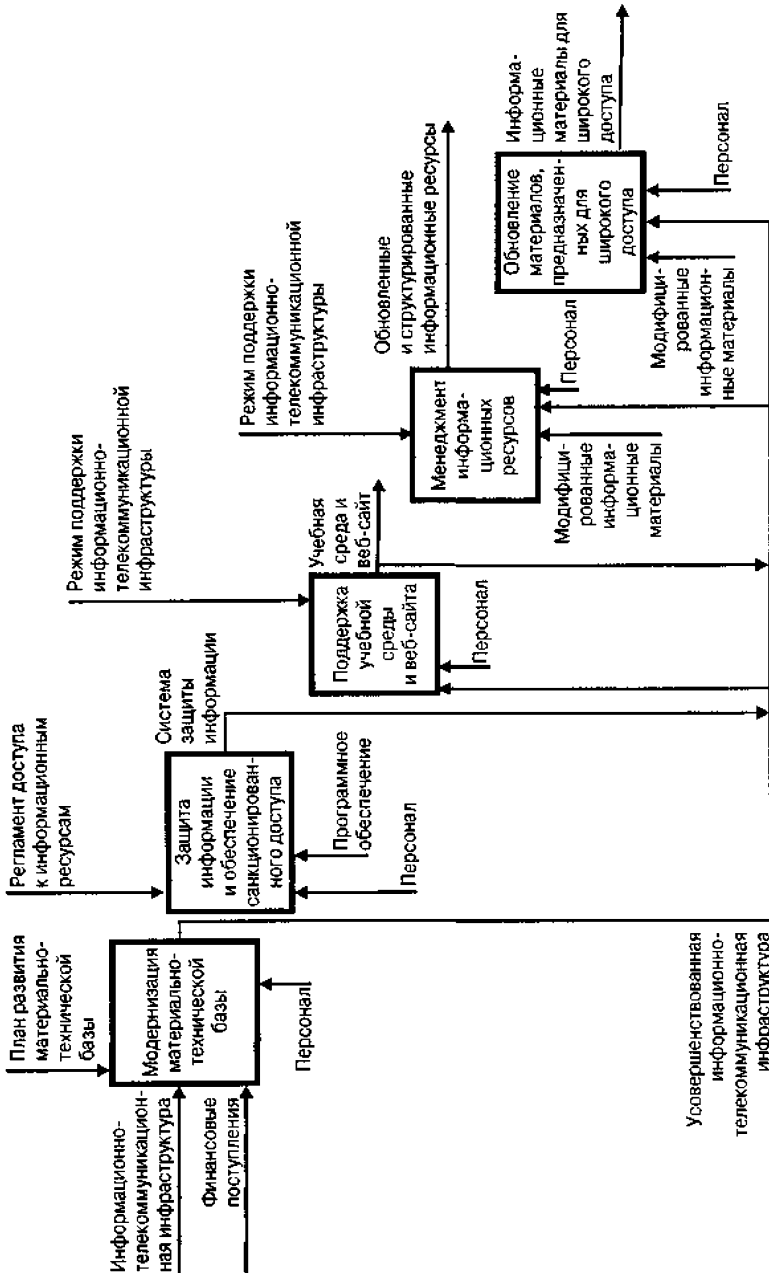 План развития
материально-
технической
базы
Регламент доступа
к информационным
ресурсам
Режим поддержки
информационно-
телекоммуникационной
инфраструктуры
Режим поддержки
информационно-
телекоммуникационной
инфраструктуры
Информационно-
телекоммуникацион-
ная инфраструктура
Финансовые
поступления
Модернизация
материально-
технической
базы
Персонал
Защита
информации
и обеспечение
санкционирован-
ного доступа
Система
защиты
информации
Программное
обеспечение
Персонал
Поддержка
учебной
среды
и веб-сайта
Учебная
среда и
веб-сайт
Персонал
Менеджмент
информа-
ционных
ресурсов
Обновленные
и структурированные
информационные ресурсы
Персонал
Модифици-
рованные
информа-
ционные
материалы
Обновление
материалов,
предназначен-
ных для
широкого
доступа
Информа-
ционные
материалы для
широкого
доступа
Персонал
Модифици-
рованные
информацион-
ные материалы
Усовершенствованная
информационно-
телекоммуникационная
инфраструктура